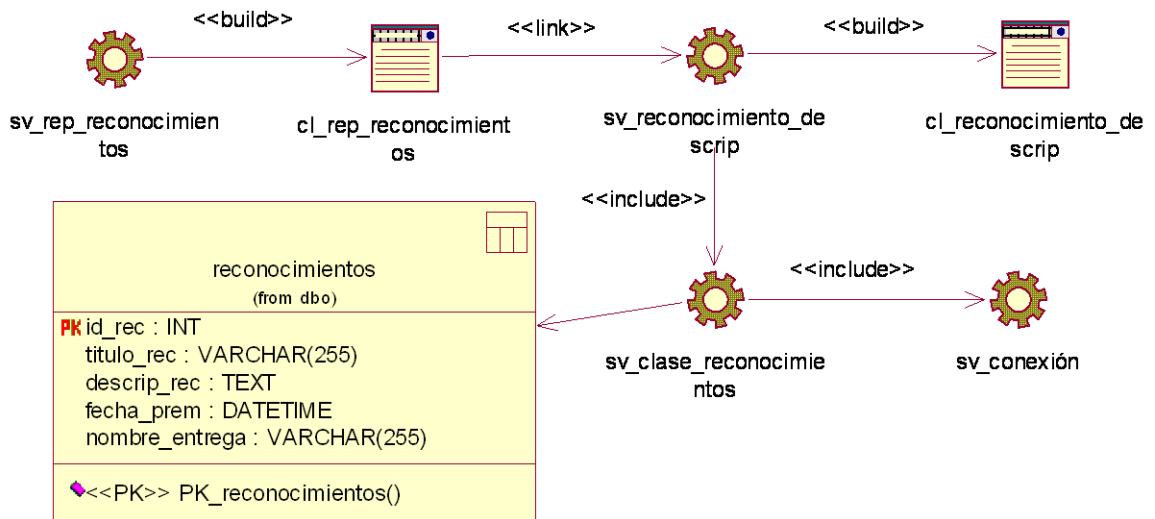 <<build>>
<<link>>
<<build>>
sv_rep_reconocimien
tos
cl_rep_reconocimient
os
sv_reconocimiento_de
scrip
cl_reconocimiento_de
scrip
<<include>>
reconocimientos
(from dbo)
PK id_rec : INT
titulo_rec : VARCHAR(255)
descrip_rec : TEXT
fecha_prem : DATETIME
nombre_entrega : VARCHAR(255)
<<PK>> PK_reconocimientos()
<<include>>
sv_clase_reconocimie
ntos
sv_conexión